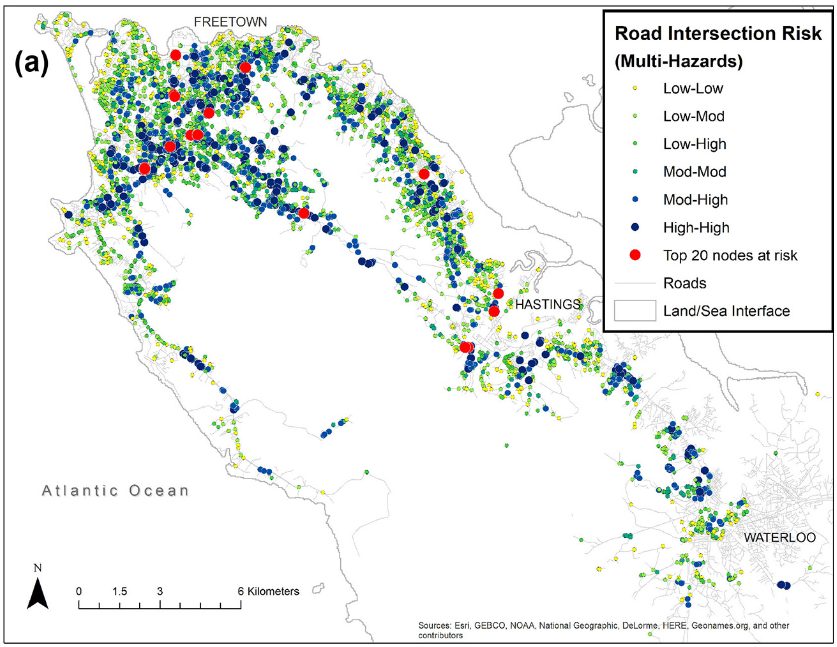 FREETOWN
(a)
Road Intersection Risk
(Multi-Hazards)
Low-Low
Low-Mod
Low-High
Mod-Mod
Mod-High
High-High
Top 20 nodes at risk
Roads
Land/Sea Interface
HASTINGS
Atlantic Ocean
WATERLOO
N
0 1.5 3 6 Kilometers
Sources: Esri, GEBCO, NOAA, National Geographic, DeLorme, HERE, Geonames.org, and other
contributors